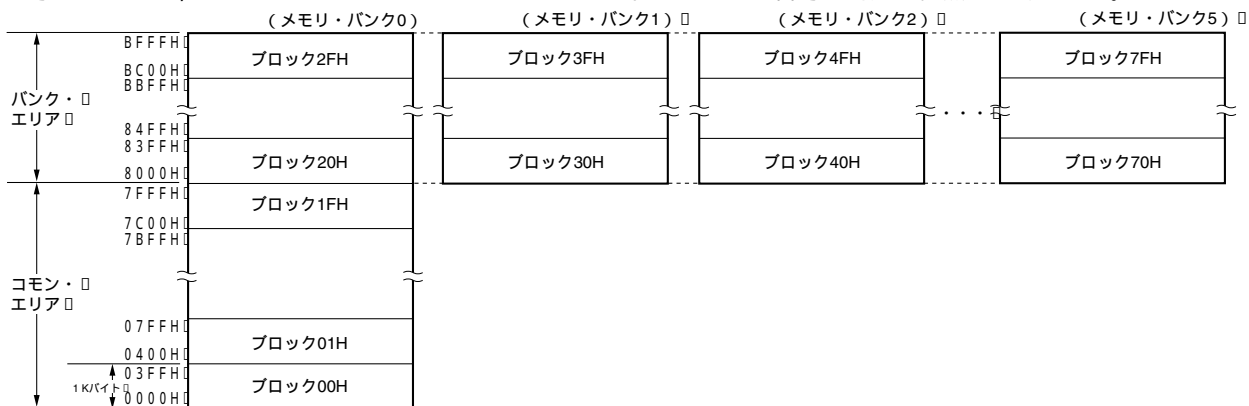 (メモリ・バンク0) (メモリ・バンク1) (メモリ・バンク2) (メモリ・バンク5)
BFFFH
ブロック2FH ブロック3FH ブロック4FH ブロック7FH
BC00H
BBFFH
バンク・
エリア
・・・
84FFH
83FFH
ブロック20H ブロック30H ブロック40H ブロック70H
8000H
7FFFH
ブロック1FH
7C00H
7BFFH
コモン・
エリア
07FFH
ブロック01H
0400H
03FFH
1Kバイト
ブロック00H
0000H